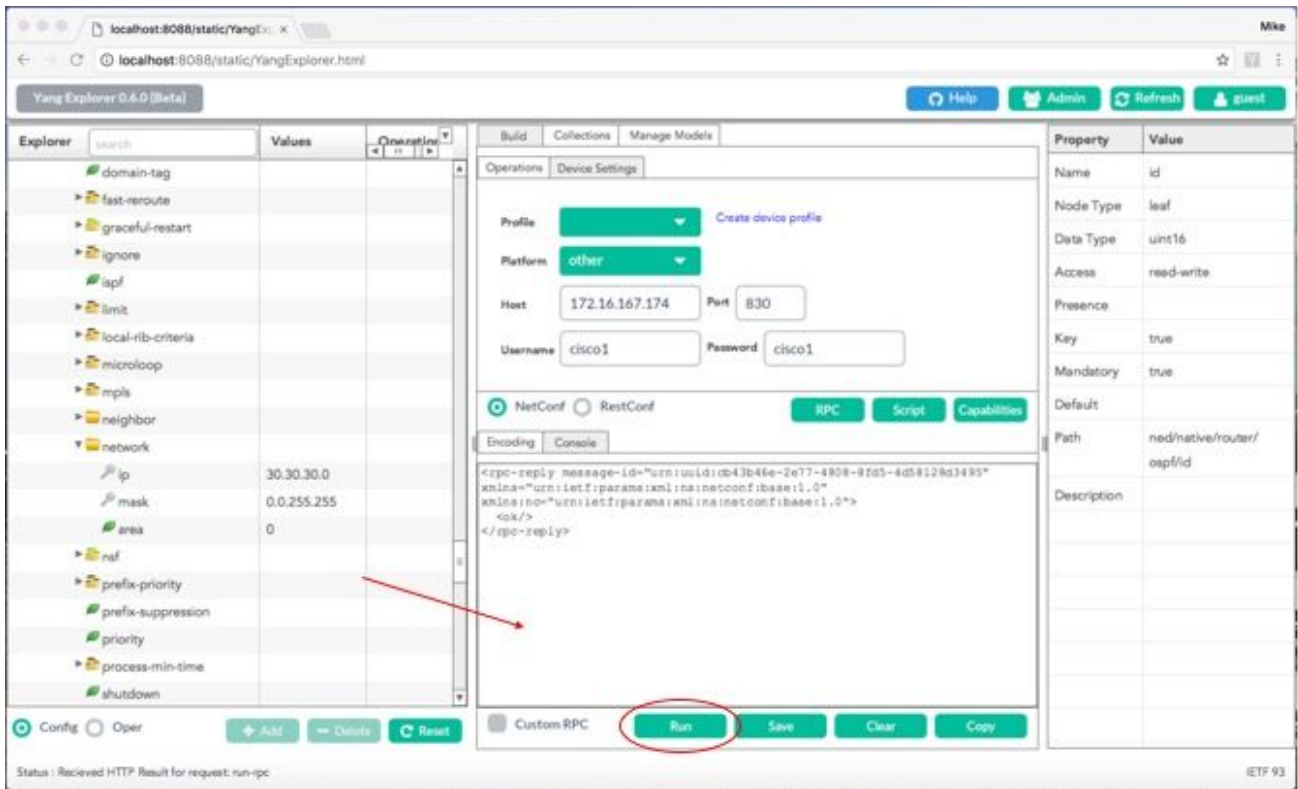 localhost:8088/static/YangEx
Mike
localhost:8088/static/YangExplorer.html
Yang Explorer 0.6.0 (Beta)
Help
Admin
Refresh
guest
Explorer
search
Values
Operation
domain-tag
fast-reroute
graceful-restart
ignore
ispf
limit
local-rib-criteria
microloop
mpls
neighbor
network
ip 30.30.30.0
mask 0.0.255.255
area 0
nsf
prefix-priority
prefix-suppression
priority
process-min-time
shutdown
Config
Oper
Add
Delete
Reset
Build
Collections
Manage Models
Operations
Device Settings
Profile
Create device profile
Platform other
Host 172.16.167.174 Port 830
Username cisco1 Password cisco1
NetConf
RestConf
RPC
Script
Capabilities
Encoding
Console
<rpc-reply message-id="urn:uuid:db43b46e-2e77-4808-8fd5-4d58128d3495"
xmlns="urn:ietf:params:xml:ns:netconf:base:1.0"
xmlns:nc="urn:ietf:params:xml:ns:netconf:base:1.0">
<ok/>
</rpc-reply>
Custom RPC
Run
Save
Clear
Copy
Property Value
Name id
Node Type leaf
Data Type uint16
Access read-write
Presence
Key true
Mandatory true
Default
Path ned/native/router/
ospf/id
Description
Status : Recieved HTTP Result for request: run-rpc
IETF 93